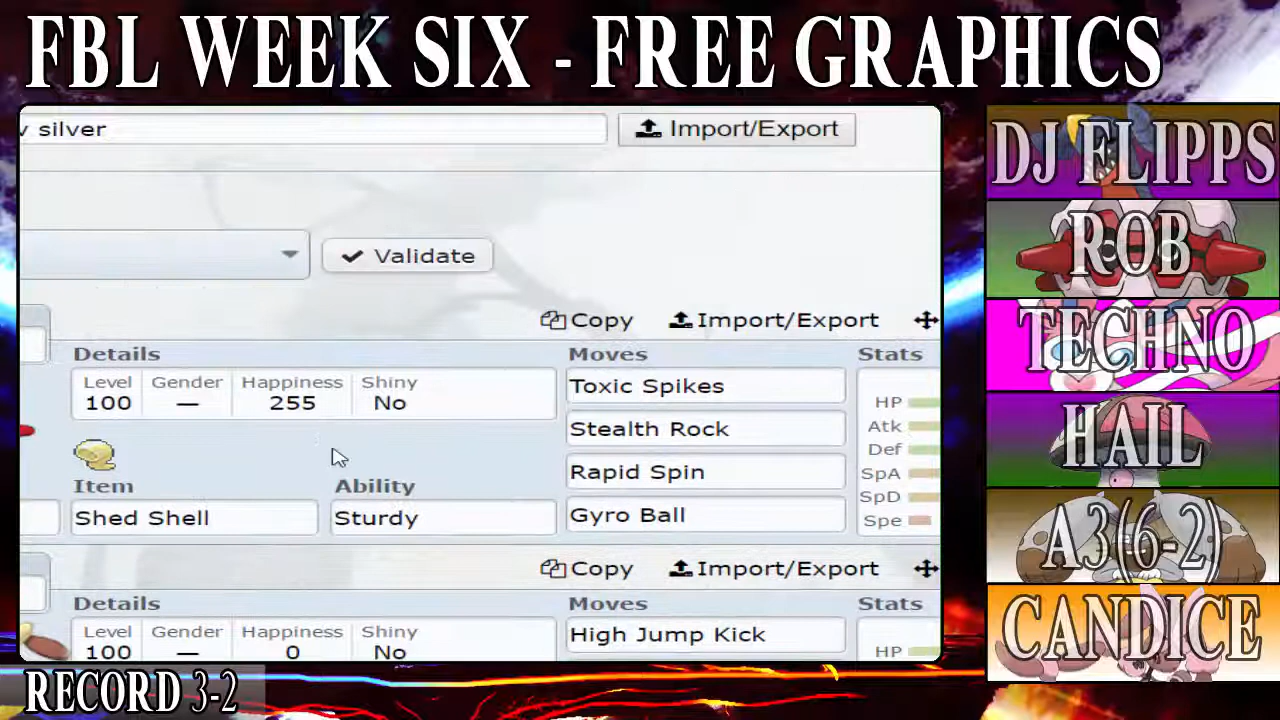 FBL WEEK SIX - FREE GRAPHICS
silver
Import/Export
Validate
Copy
Import/Export
Details
Moves
Stats
Level
Gender
Happiness
Shiny
100
—
255
No
Toxic Spikes
Stealth Rock
Rapid Spin
Gyro Ball
HP
Atk
Def
SpA
SpD
Spe
Item
Ability
Shed Shell
Sturdy
Copy
Import/Export
Details
Moves
Stats
Level
Gender
Happiness
Shiny
100
—
0
No
High Jump Kick
HP
DJ FLIPPS
ROB
TECHNO
HAIL
A3(6-2)
CANDICE
RECORD 3-2